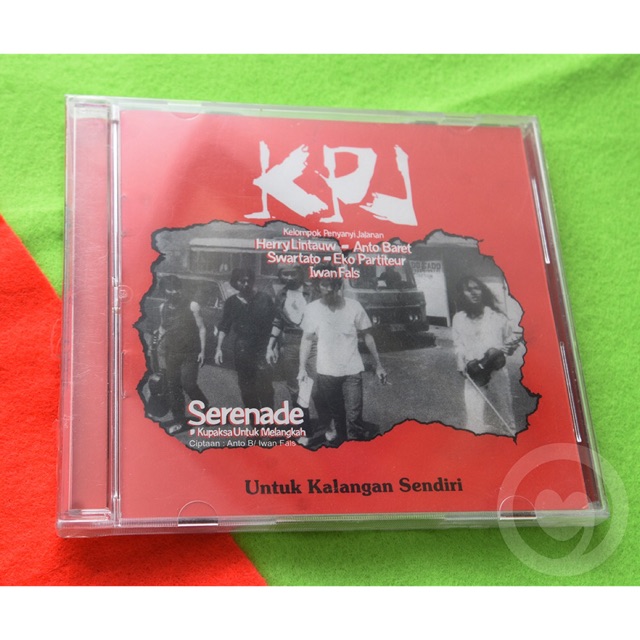 KPJ
Kelompok Penyanyi Jalanan
Herry Lintauw - Anto Baret
Swartato - Eko Partiteur
Iwan Fals
Serenade
# Kupaksa Untuk Melangkah
Ciptaan : Anto B/ Iwan Fals
Untuk Kalangan Sendiri